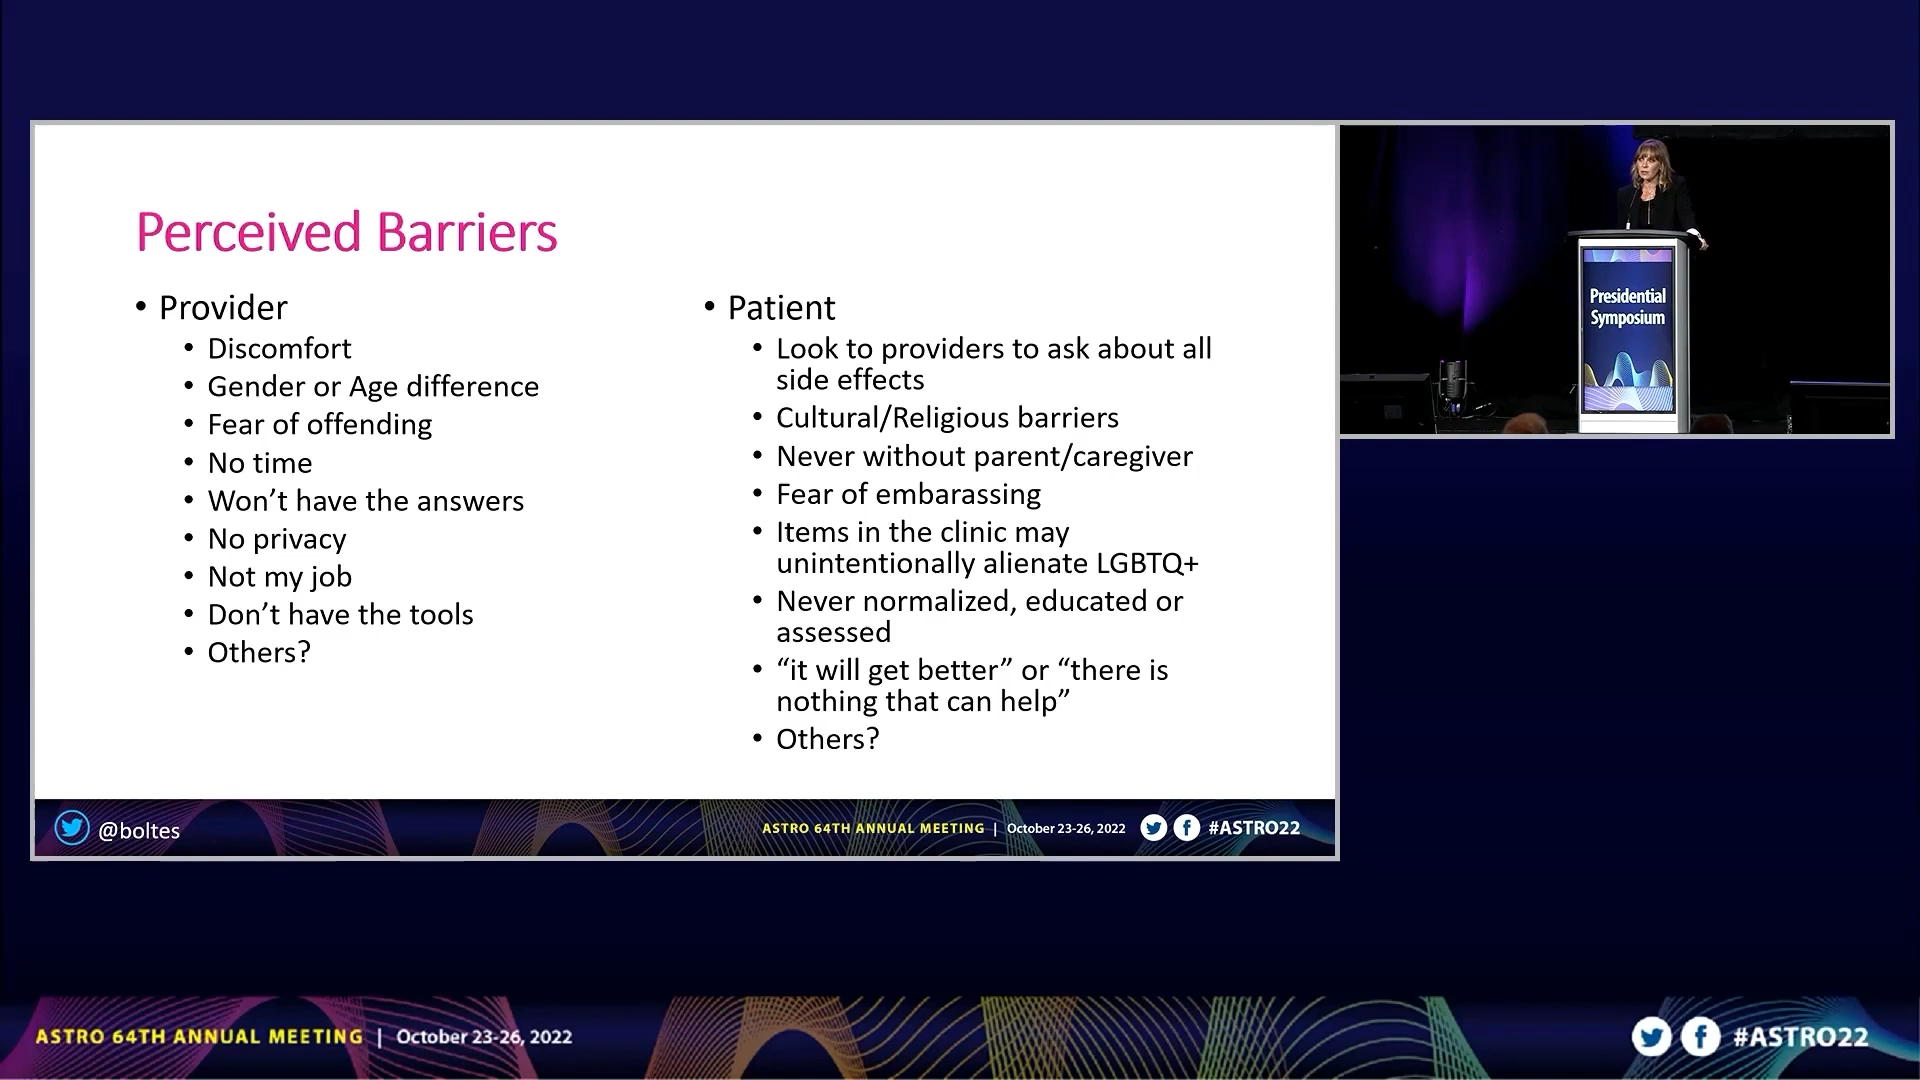 Perceived Barriers
• Provider
• Discomfort
• Gender or Age difference
• Fear of offending
• No time
• Won’t have the answers
• No privacy
• Not my job
• Don’t have the tools
• Others?
• Patient
• Look to providers to ask about all
side effects
• Cultural/Religious barriers
• Never without parent/caregiver
• Fear of embarassing
• Items in the clinic may
unintentionally alienate LGBTQ+
• Never normalized, educated or
assessed
• “it will get better” or “there is
nothing that can help”
• Others?
@boltes
ASTRO 64TH ANNUAL MEETING | October 23-26, 2022
#ASTRO22
Presidential
Symposium
ASTRO 64TH ANNUAL MEETING | October 23-26, 2022
#ASTRO22